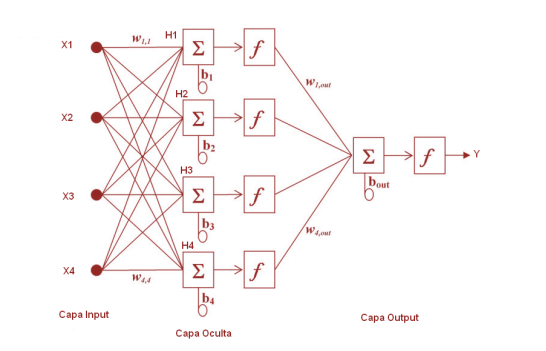 X1
w1,1
H1
Σ
f
b1
w1,out
X2
H2
Σ
f
b2
Σ
f
Y
bout
X3
H3
Σ
f
b3
w4,out
X4
w4,4
H4
Σ
f
b4
Capa Input
Capa Oculta
Capa Output